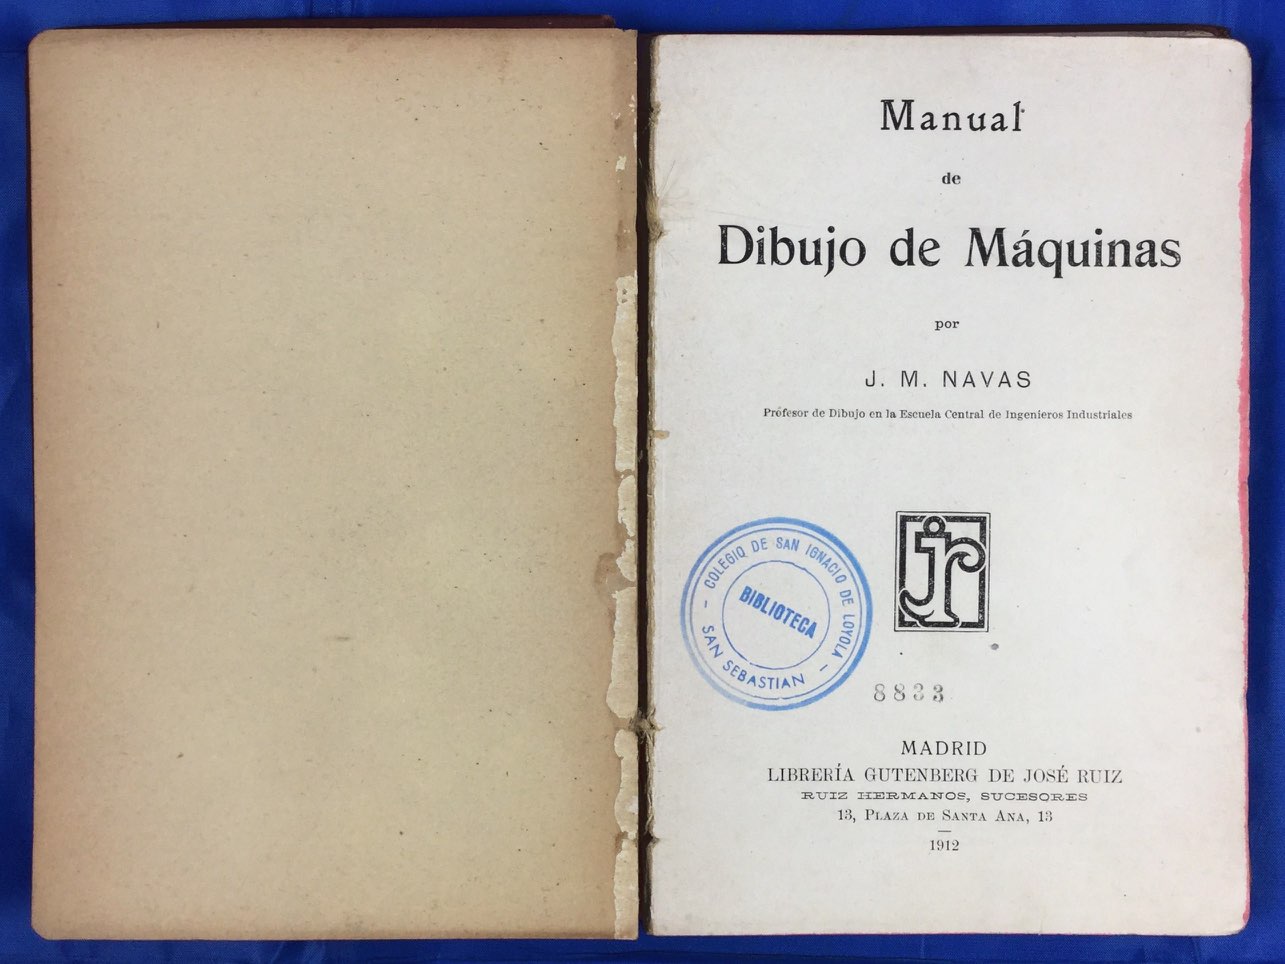 Manual
de
Dibujo de Máquinas
por
J. M. NAVAS
Profesor de Dibujo en la Escuela Central de Ingenieros Industriales
jr
COLEGIO DE SAN IGNACIO DE LOYOLA
BIBLIOTECA
SAN SEBASTIAN
8833
MADRID
LIBRERÍA GUTENBERG DE JOSÉ RUIZ
RUIZ HERMANOS, SUCESORES
13, PLAZA DE SANTA ANA, 13
1912